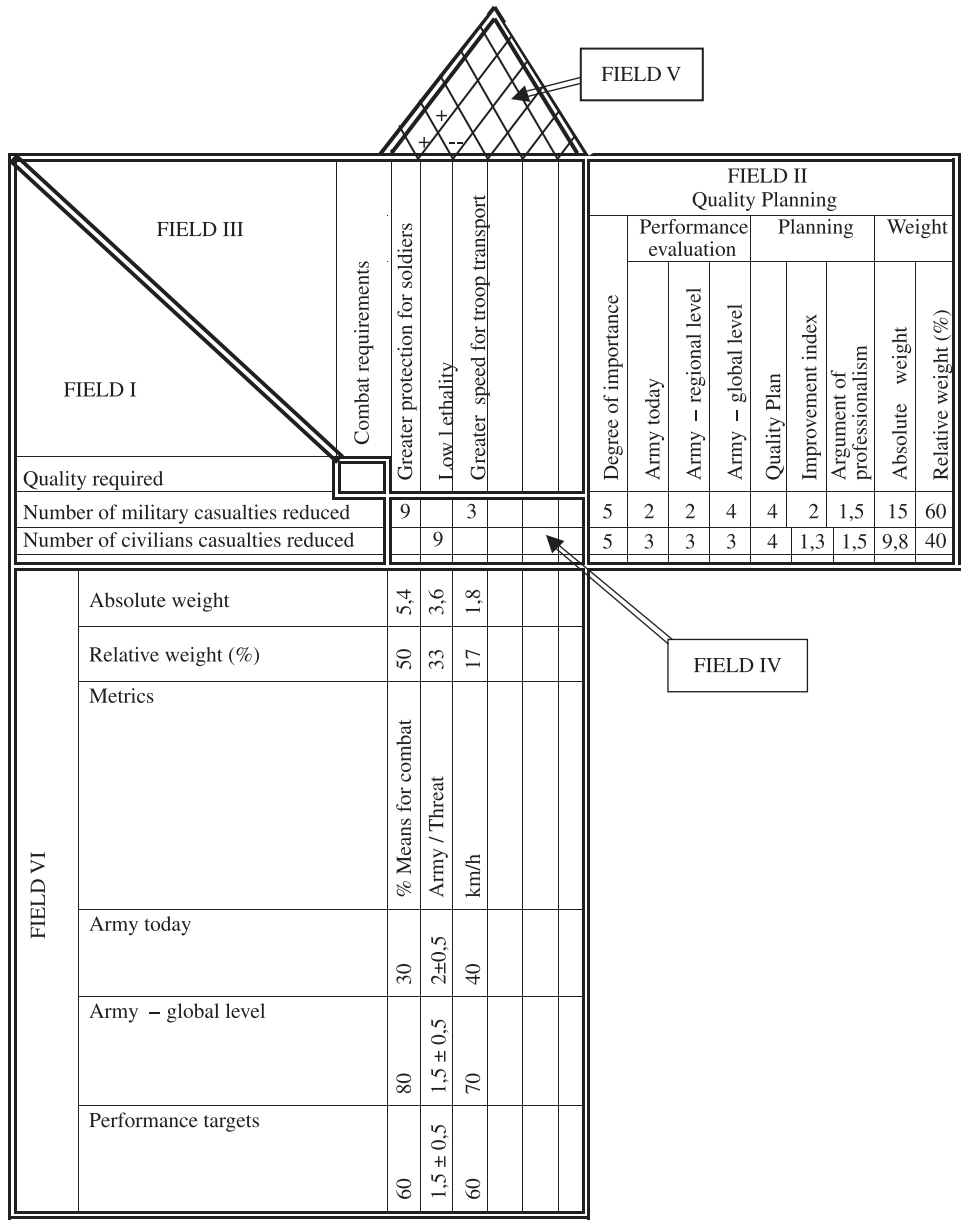 FIELD V
+
+ --
FIELD III
FIELD I
Combat requirements
Greater protection for soldiers
Low lethality
Greater speed for troop transport
FIELD II
Quality Planning
Performance
evaluation
Planning
Weight
Degree of importance
Army today
Army – regional level
Army – global level
Quality Plan
Improvement index
Argument of
professionalism
Absolute weight
Relative weight (%)
Quality required
Number of military casualties reduced 9 3 5 2 2 4 4 2 1,5 15 60
Number of civilians casualties reduced 9 5 3 3 3 4 1,3 1,5 9,8 40
FIELD IV
FIELD VI
Absolute weight 5,4 3,6 1,8
Relative weight (%) 50 33 17
Metrics
% Means for combat
Army / Threat
km/h
Army today 30 2±0,5 40
Army – global level 80 1,5 ± 0,5 70
Performance targets 60 1,5 ± 0,5 60